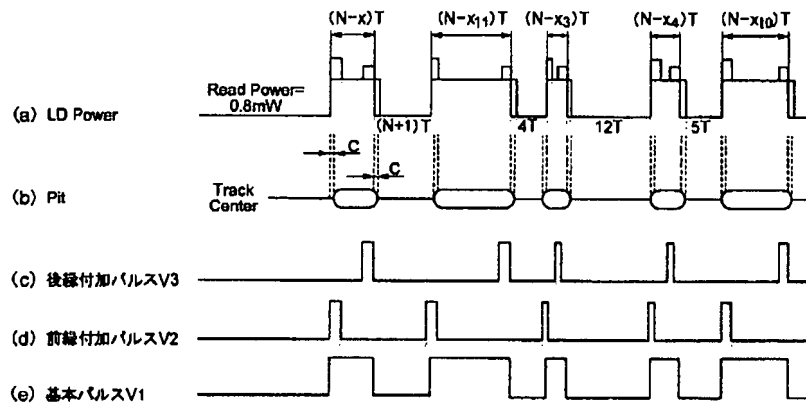 (N-x)T (N-x11)T (N-x3)T (N-x4)T (N-x10)T
Read Power=
0.8mW
(a) LD Power
(N+1)T 4T 12T 5T
C
C
(b) Pit
Track
Center
(c) 後縁付加パルスV3
(d) 前縁付加パルスV2
(e) 基本パルスV1